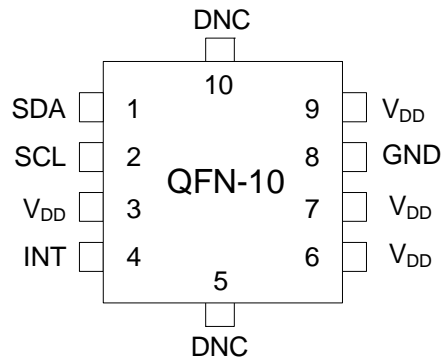 DNC
10
SDA 1 9 VDD
SCL 2 8 GND
QFN-10
VDD 3 7 VDD
INT 4 6 VDD
5
DNC